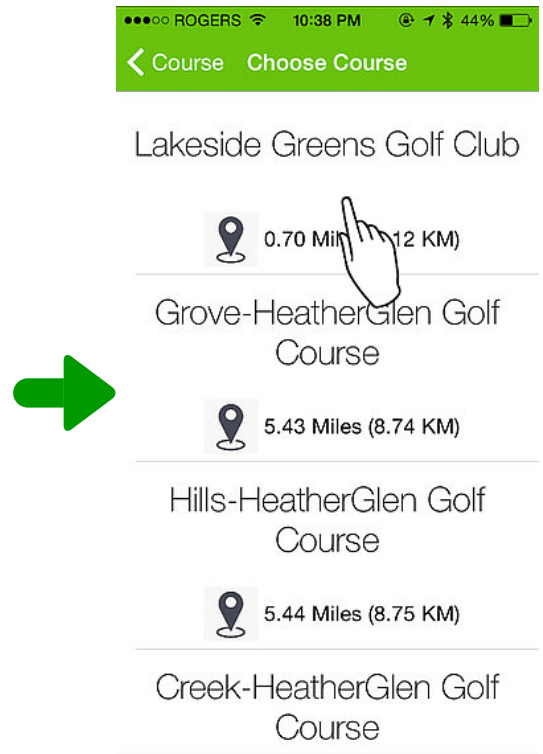 ROGERS 10:38 PM 44%
Course Choose Course
Lakeside Greens Golf Club
0.70 12 KM)
Grove-HeatherGlen Golf
Course
5.43 Miles (8.74 KM)
Hills-HeatherGlen Golf
Course
5.44 Miles (8.75 KM)
Creek-HeatherGlen Golf
Course